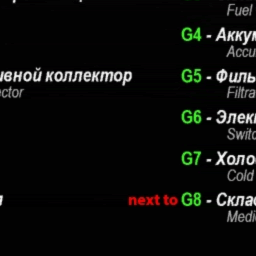 Fuel
G4 - Аккум
Accu
ивной коллектор
ector
G5 - Филь
Filtra
G6 - Элек
Switc
G7 - Холо
Cold
next to G8 - Склас
Medic